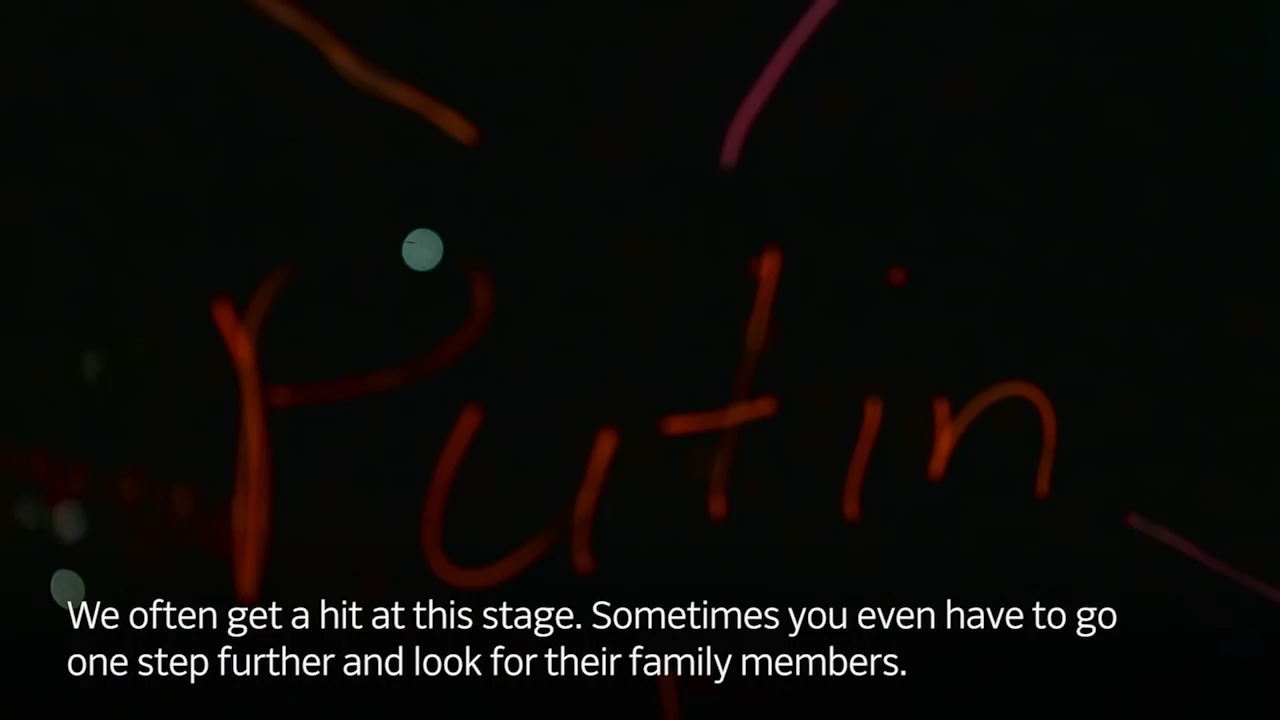 Putin
We often get a hit at this stage. Sometimes you even have to go
one step further and look for their family members.